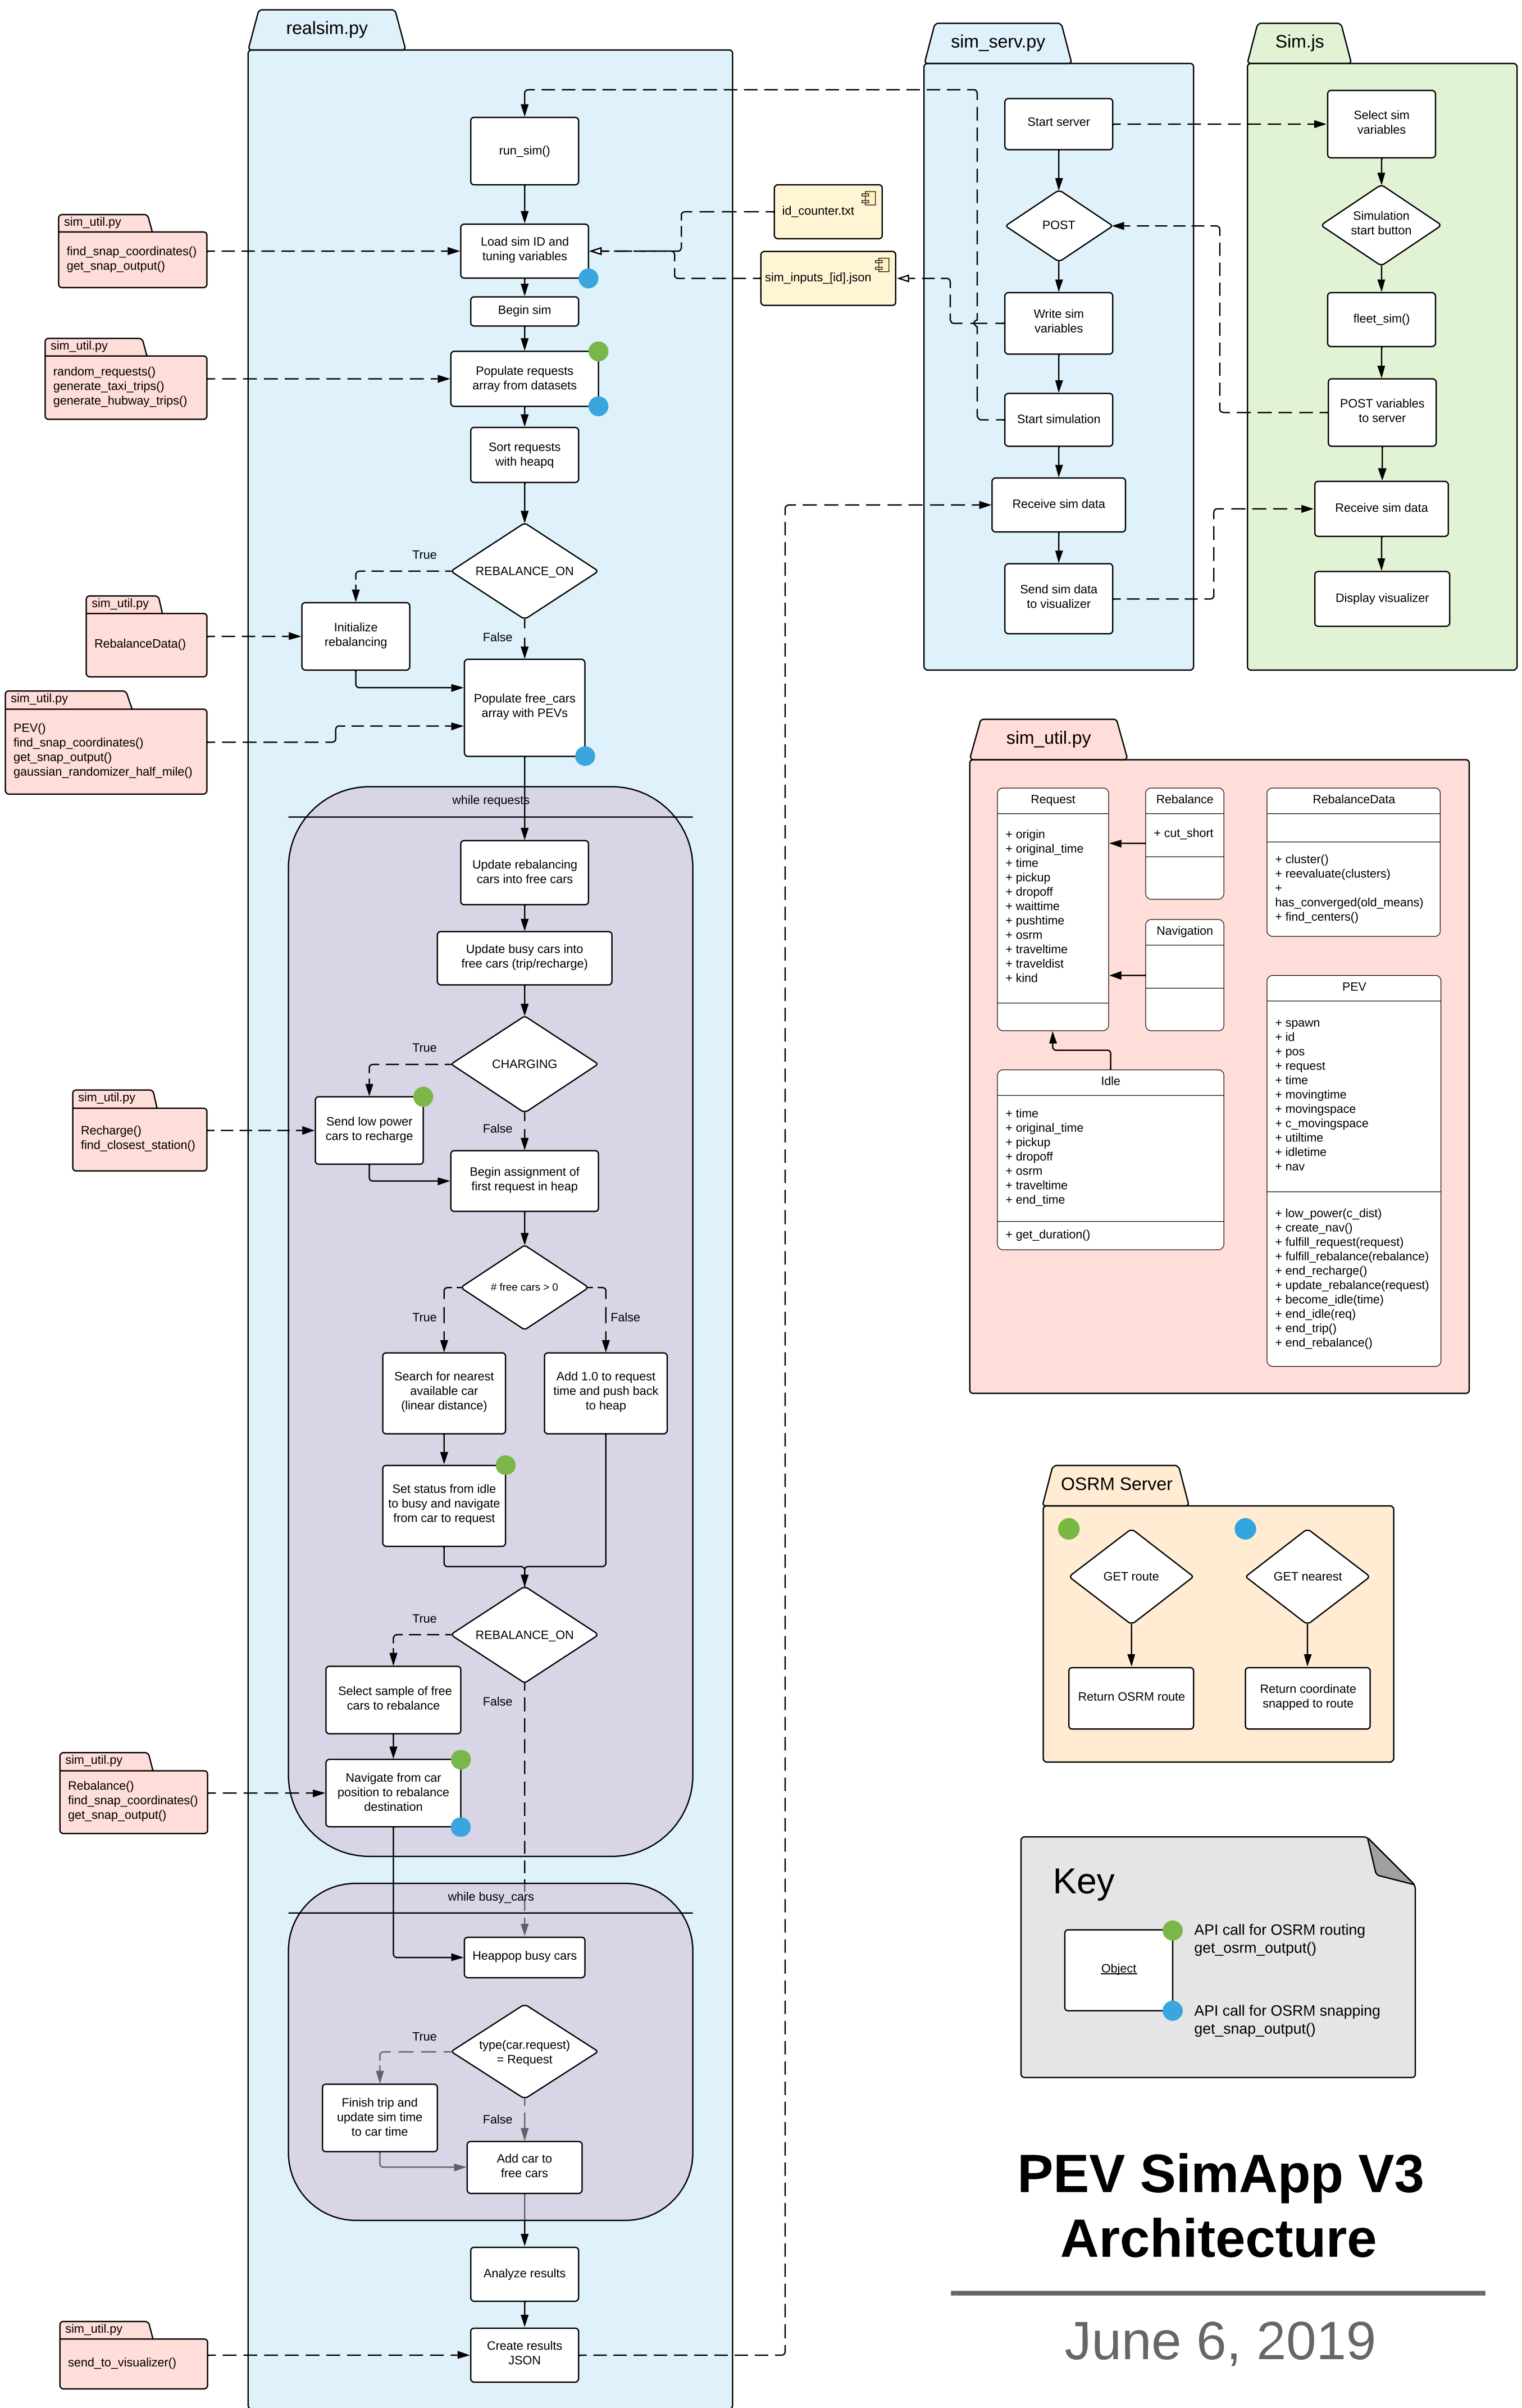 realsim.py
run_sim()
Load sim ID and
tuning variables
Begin sim
Populate requests
array from datasets
Sort requests
with heapq
REBALANCE_ON
True
False
Initialize
rebalancing
Populate free_cars
array with PEVs
while requests
Update rebalancing
cars into free cars
Update busy cars into
free cars (trip/recharge)
CHARGING
True
False
Send low power
cars to recharge
Begin assignment of
first request in heap
# free cars > 0
True
False
Search for nearest
available car
(linear distance)
Add 1.0 to request
time and push back
to heap
Set status from idle
to busy and navigate
from car to request
REBALANCE_ON
True
False
Select sample of free
cars to rebalance
Navigate from car
position to rebalance
destination
while busy_cars
Heappop busy cars
type(car.request)
= Request
True
False
Finish trip and
update sim time
to car time
Add car to
free cars
Analyze results
Create results
JSON
sim_util.py
find_snap_coordinates()
get_snap_output()
sim_util.py
random_requests()
generate_taxi_trips()
generate_hubway_trips()
sim_util.py
RebalanceData()
sim_util.py
PEV()
find_snap_coordinates()
get_snap_output()
gaussian_randomizer_half_mile()
sim_util.py
Recharge()
find_closest_station()
sim_util.py
Rebalance()
find_snap_coordinates()
get_snap_output()
sim_util.py
send_to_visualizer()
id_counter.txt
sim_inputs_[id].json
sim_serv.py
Start server
POST
Write sim
variables
Start simulation
Receive sim data
Send sim data
to visualizer
Sim.js
Select sim
variables
Simulation
start button
fleet_sim()
POST variables
to server
Receive sim data
Display visualizer
sim_util.py
Request
+ origin
+ original_time
+ time
+ pickup
+ dropoff
+ waittime
+ pushtime
+ osrm
+ traveltime
+ traveldist
+ kind
Rebalance
+ cut_short
Navigation
Idle
+ time
+ original_time
+ pickup
+ dropoff
+ osrm
+ traveltime
+ end_time
+ get_duration()
RebalanceData
+ cluster()
+ reevaluate(clusters)
+
has_converged(old_means)
+ find_centers()
PEV
+ spawn
+ id
+ pos
+ request
+ time
+ movingtime
+ movingspace
+ c_movingspace
+ utiltime
+ idletime
+ nav
+ low_power(c_dist)
+ create_nav()
+ fulfill_request(request)
+ fulfill_rebalance(rebalance)
+ end_recharge()
+ update_rebalance(request)
+ become_idle(time)
+ end_idle(req)
+ end_trip()
+ end_rebalance()
OSRM Server
GET route
Return OSRM route
GET nearest
Return coordinate
snapped to route
Key
Object
API call for OSRM routing
get_osrm_output()
API call for OSRM snapping
get_snap_output()
PEV SimApp V3
Architecture
June 6, 2019